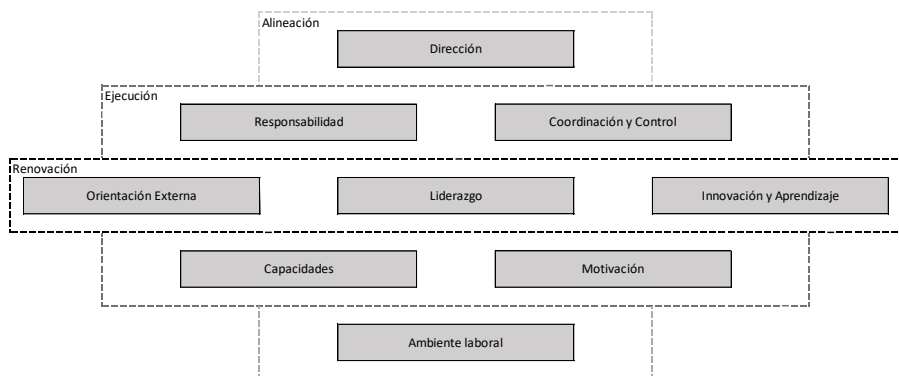 Alineación
Dirección
Ejecución
Responsabilidad
Coordinación y Control
Renovación
Orientación Externa
Liderazgo
Innovación y Aprendizaje
Capacidades
Motivación
Ambiente laboral